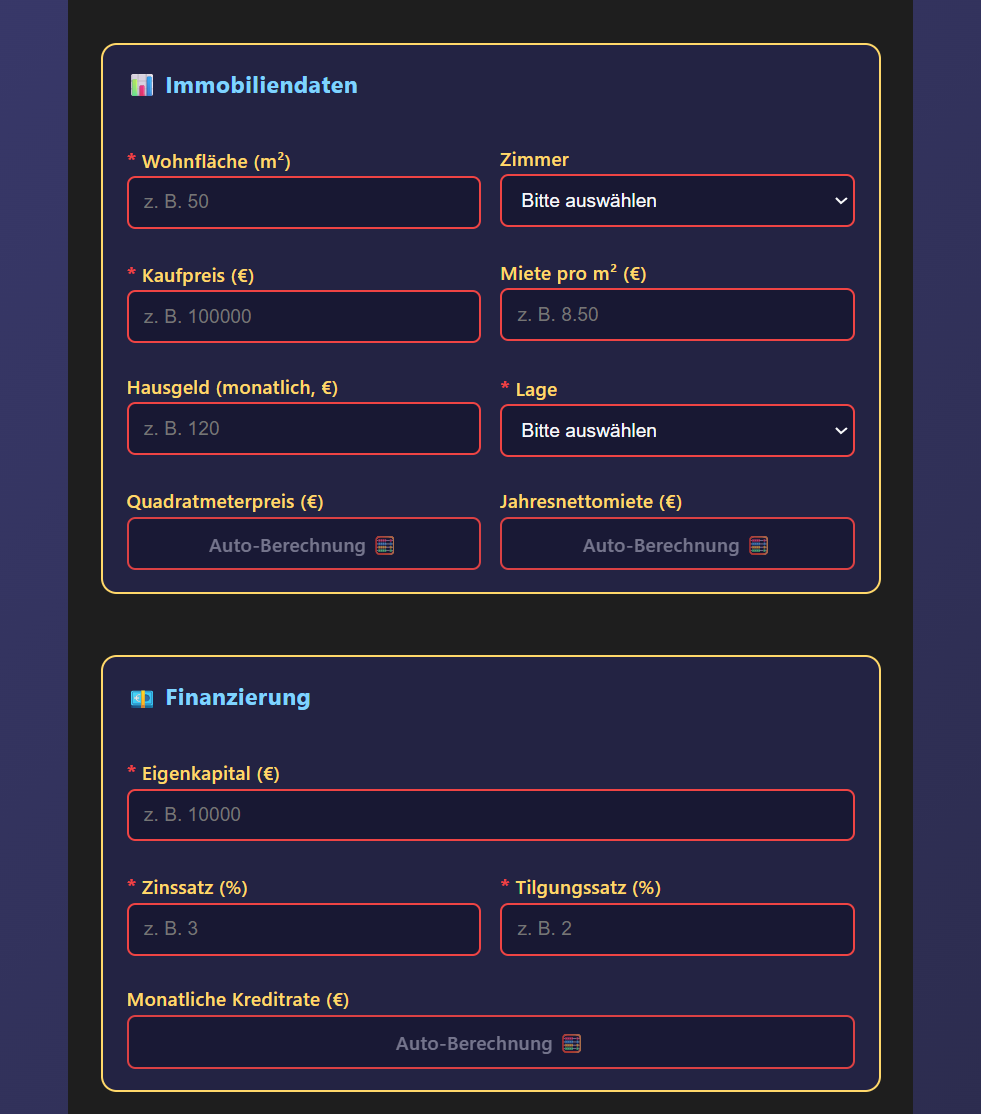 📊 Immobiliendaten
* Wohnfläche (m²)
Zimmer
z. B. 50
Bitte auswählen
* Kaufpreis (€)
Miete pro m² (€)
z. B. 100000
z. B. 8.50
Hausgeld (monatlich, €)
* Lage
z. B. 120
Bitte auswählen
Quadratmeterpreis (€)
Jahresnettomiete (€)
Auto-Berechnung 🧮
Auto-Berechnung 🧮
💶 Finanzierung
* Eigenkapital (€)
z. B. 10000
* Zinssatz (%)
* Tilgungssatz (%)
z. B. 3
z. B. 2
Monatliche Kreditrate (€)
Auto-Berechnung 🧮